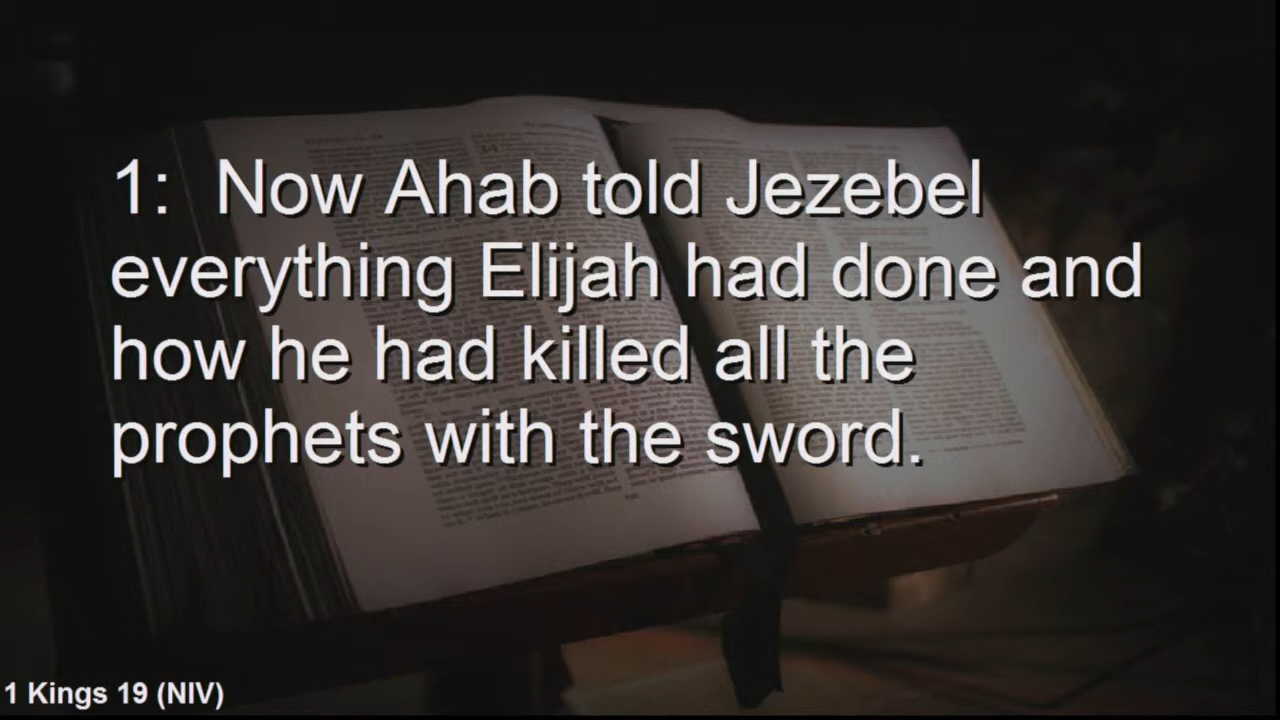 1: Now Ahab told Jezebel
everything Elijah had done and
how he had killed all the
prophets with the sword.
1 Kings 19 (NIV)